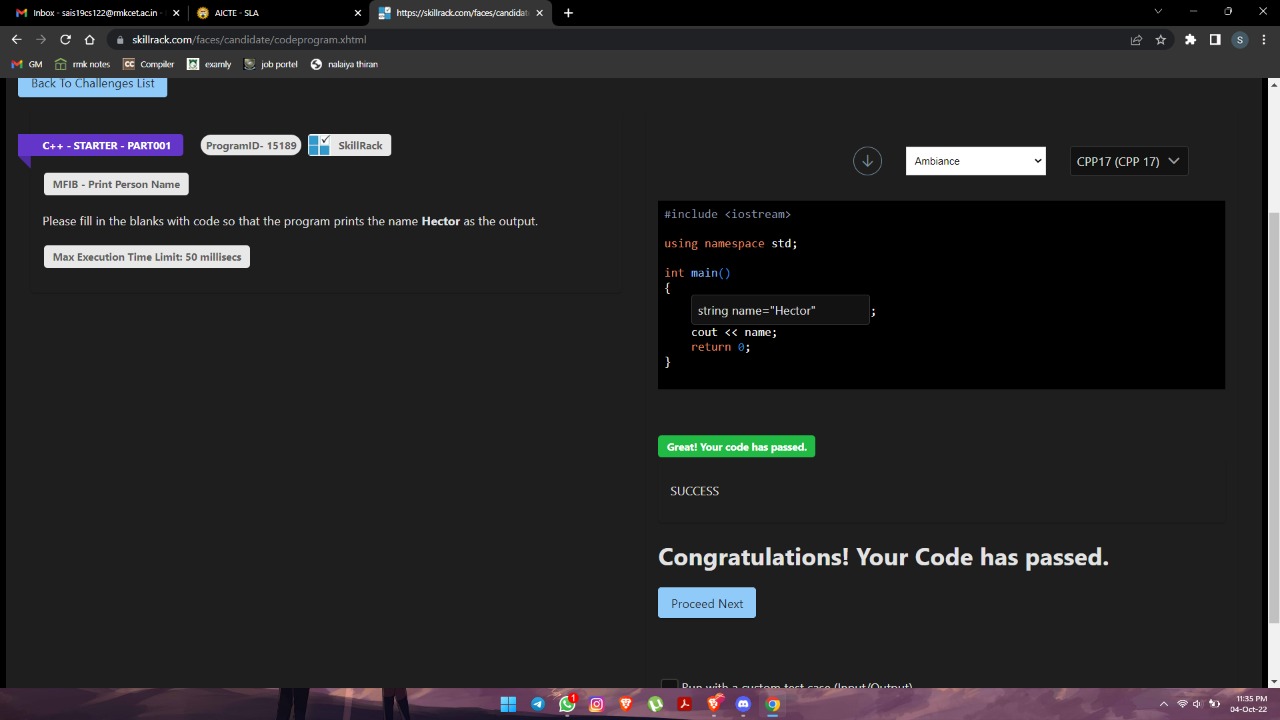 Inbox - sais19cs122@rmkcet.ac.in -
AICTE - SLA
https://skillrack.com/faces/candidat
skillrack.com/faces/candidate/codeprogram.xhtml
S
GM
rmk notes
CC Compiler
examly
job portel
nalaiya thiran
Back To Challenges List
C++ - STARTER - PART001
ProgramID- 15189
SkillRack
MFIB - Print Person Name
Please fill in the blanks with code so that the program prints the name Hector as the output.
Max Execution Time Limit: 50 millisecs
Ambiance
CPP17 (CPP 17)
#include <iostream>
using namespace std;
int main()
{
string name="Hector" ;
cout << name;
return 0;
}
Great! Your code has passed.
SUCCESS
Congratulations! Your Code has passed.
Proceed Next
Run with a custom test case (Input/Output)
1
11:35 PM
04-Oct-22